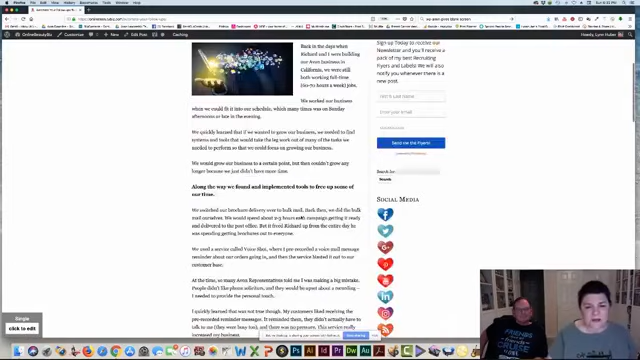 Back in the days when
Richard and I were building
our Avon business in
California, we were still
both working full-time
jobs.
We worked our business
when we could fit it into our schedule, which many times was on Sunday
afternoons or late in the evening.
We quickly learned that if we wanted to grow our business, we needed to find
systems and tools that would take the leg work out of many of the tasks we
needed to perform so that we could focus on growing our business.
We would grow our business to a certain point, but then couldn't grow any
longer because we just didn't have more time.
Along the way we found and implemented tools to free up some of
our time.
We switched our brochure delivery over to bulk mail. Back then, we did the bulk
mail ourselves. We would spend about 2-3 hours each campaign getting it ready
and delivered to the post office. But it freed Richard up from the entire day he
was spending getting brochures out to everyone.
We used a service called Voice Shot, where I pre-recorded a voice mail message
reminder about our orders going in, and then the service blasted it out to our
customer base.
At the time, so many Avon Representatives told me I was making a big mistake.
People didn't like phone solicitors, and they would be upset about a recording –
I needed to provide the personal touch.
I quickly learned that was not true though. My customers liked receiving the
pre-recorded reminder messages. It reminded them, they didn't actually have to
talk to me (they were busy too), and there was no pressure. This service really
Sign up Today to receive our
Newsletter and you'll
receive a pack of my best Recruiting
Flyers and Labels! We will also
notify you whenever there is a
new post.
Enter your email
Send me the Flyers!
Search for:
Search
SOCIAL MEDIA
Single
click to edit